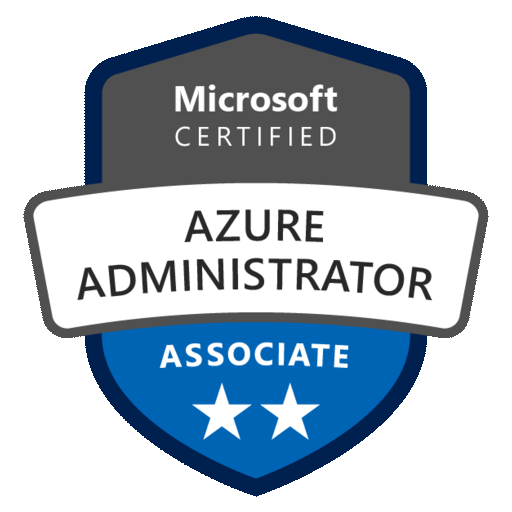 Microsoft
CERTIFIED
AZURE
ADMINISTRATOR
ASSOCIATE